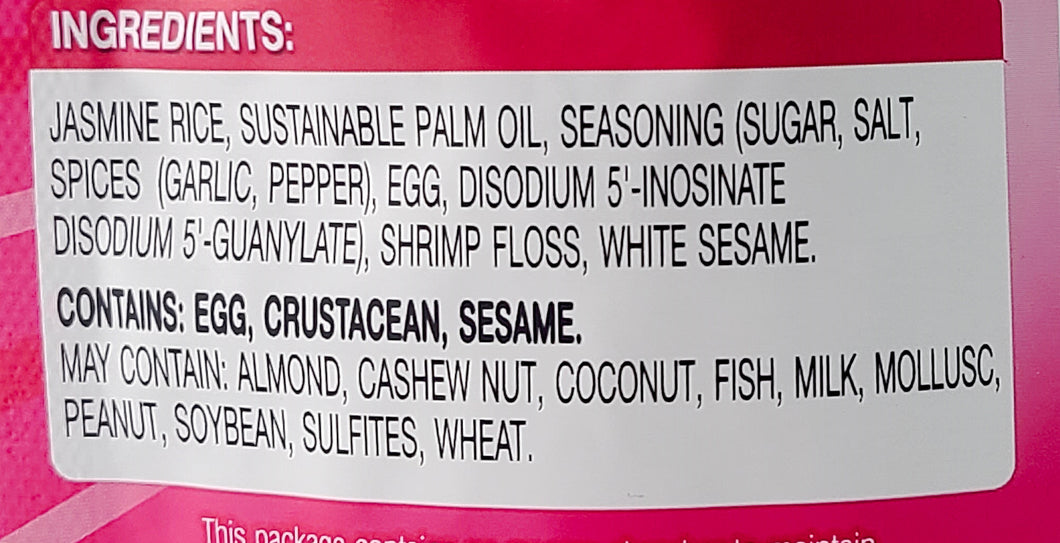 INGREDIENTS:
JASMINE RICE, SUSTAINABLE PALM OIL, SEASONING (SUGAR, SALT,
SPICES (GARLIC, PEPPER), EGG, DISODIUM 5'-INOSINATE
DISODIUM 5'-GUANYLATE), SHRIMP FLOSS, WHITE SESAME.
CONTAINS: EGG, CRUSTACEAN, SESAME.
MAY CONTAIN: ALMOND, CASHEW NUT, COCONUT, FISH, MILK, MOLLUSC,
PEANUT, SOYBEAN, SULFITES, WHEAT.
This package